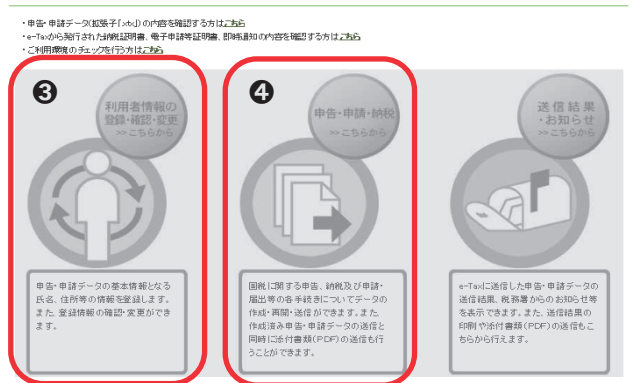 ・申告・申請データ(拡張子「.xtx」)の内容を確認する方はこちら
・e-Taxから発行された納税証明書、電子申請等証明書、即時通知の内容を確認する方はこちら
・ご利用環境のチェックを行う方はこちら
❸
利用者情報の
登録・確認・変更
>>こちらから
❹
申告・申請・納税
>>こちらから
送信結果
・お知らせ
>>こちらから
申告・申請データの基本情報となる
氏名、住所等の情報を登録します。
また、登録情報の確認・変更ができ
ます。
国税に関する申告、納税及び申請・
届出等の各手続きについてデータの
作成・再開・送信ができます。また、
作成済み申告・申請データの送信と
同時に添付書類(PDF)の送信も行
うことができます。
e-Taxに送信した申告・申請データの
送信結果、税務署からのお知らせ等
を表示できます。また、送信結果の
印刷や添付書類(PDF)の送信もこ
ちらから行えます。